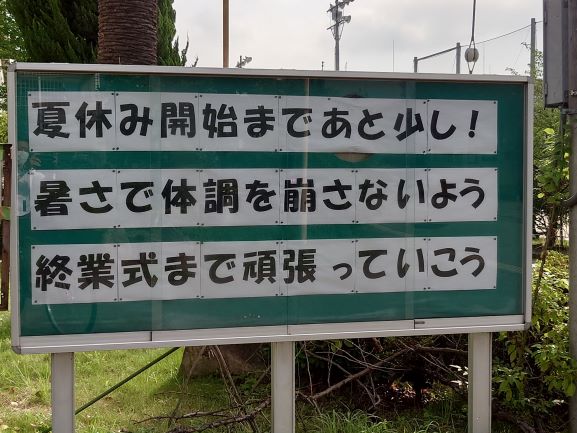 夏休み開始まであと少し!
暑さで体調を崩さないよう
終業式まで頑張っていこう